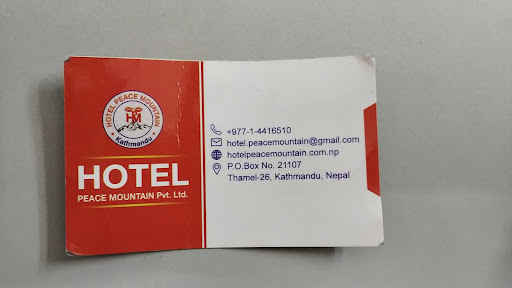 HOTEL PEACE MOUNTAIN
HM
Kathmandu
HOTEL
PEACE MOUNTAIN Pvt. Ltd.
+977-1-4416510
hotel.peacemountain@gmail.com
hotelpeacemountain.com.np
P.O.Box No. 21107
Thamel-26, Kathmandu, Nepal